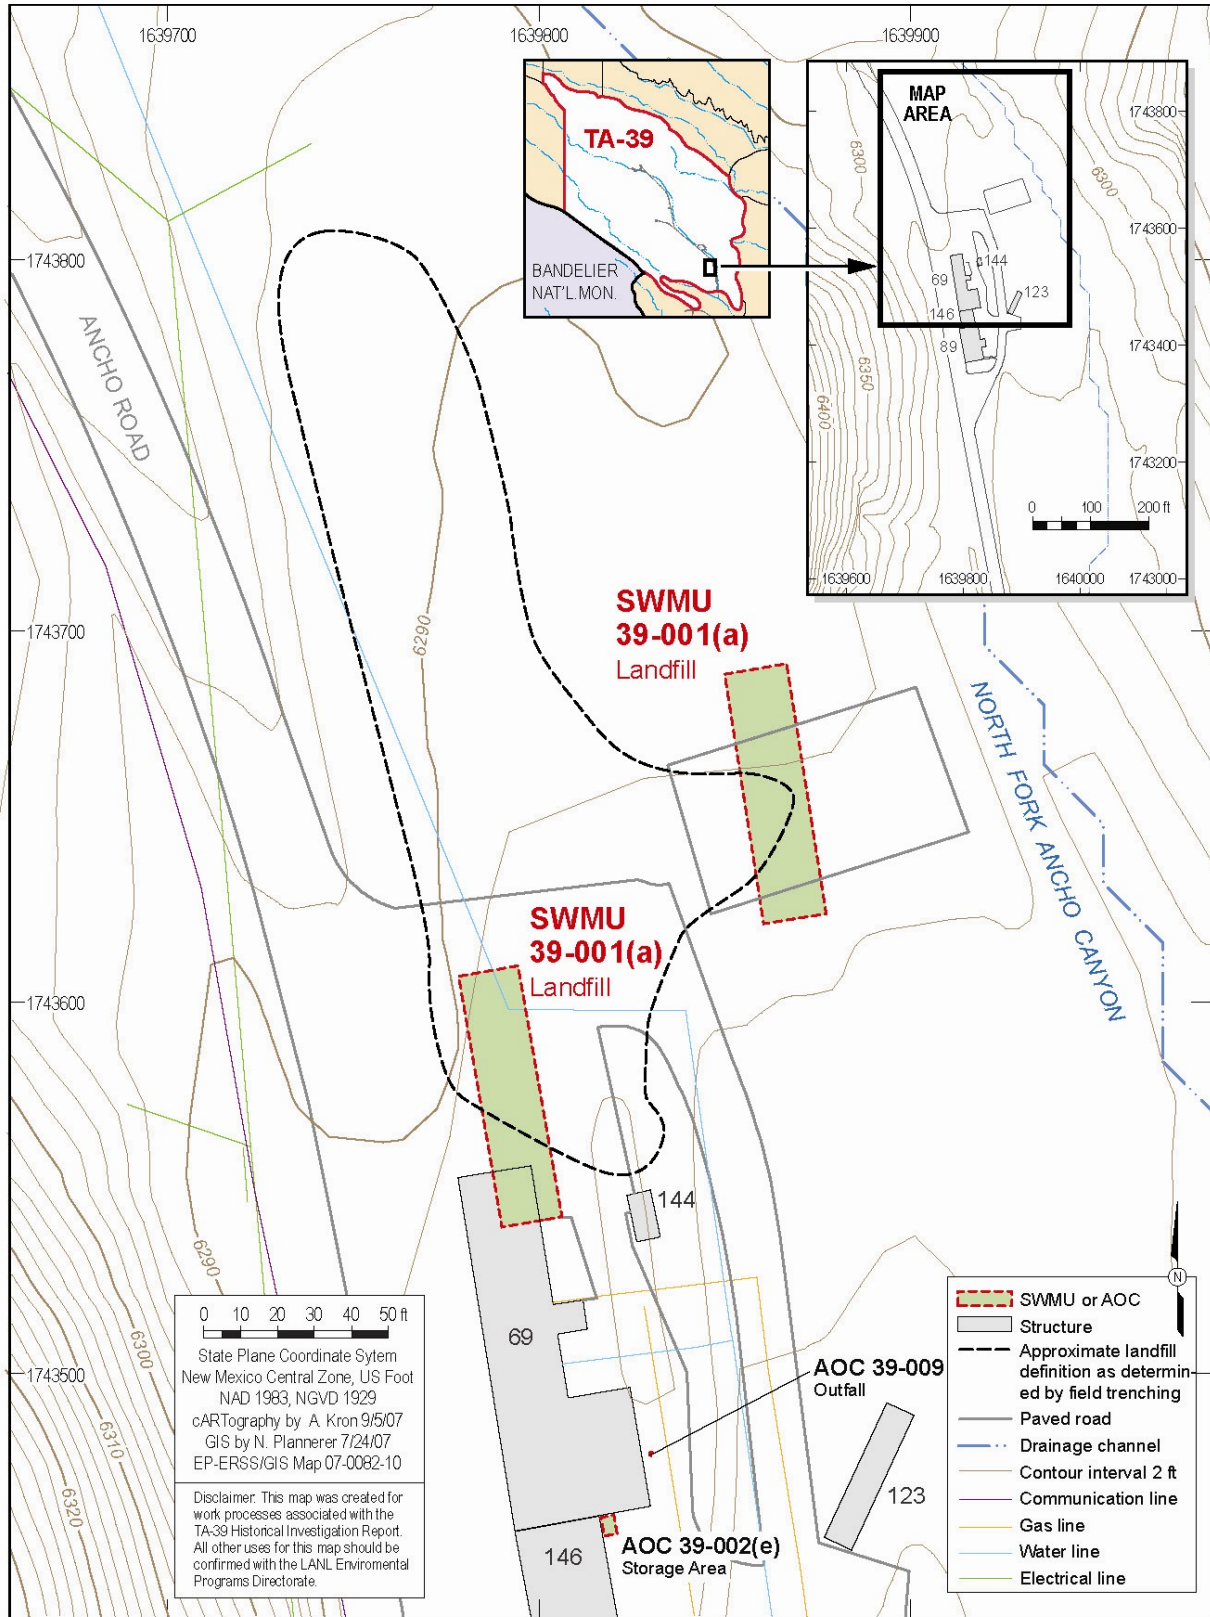 1639700
1639800
1639900
TA-39
BANDELIER
NAT'L.MON.
MAP
AREA
6300
6300
6350
6400
144
69
123
146
89
1743800
1743600
1743400
1743200
1743000
0 100 200 ft
1639600
1639800
1640000
1743800
1743700
1743600
1743500
ANCHO ROAD
6290
SWMU
39-001(a)
Landfill
SWMU
39-001(a)
Landfill
NORTH FORK ANCHO CANYON
144
69
146
123
AOC 39-009
Outfall
AOC 39-002(e)
Storage Area
6290
6300
6310
6320
0 10 20 30 40 50 ft
State Plane Coordinate Sytem
New Mexico Central Zone, US Foot
NAD 1983, NGVD 1929
cARTography by A. Kron 9/5/07
GIS by N. Plannerer 7/24/07
EP-ERSS/GIS Map 07-0082-10
Disclaimer: This map was created for
work processes associated with the
TA-39 Historical Investigation Report.
All other uses for this map should be
confirmed with the LANL Enviromental
Programs Directorate.
N
SWMU or AOC
Structure
Approximate landfill
definition as determin-
ed by field trenching
Paved road
Drainage channel
Contour interval 2 ft
Communication line
Gas line
Water line
Electrical line